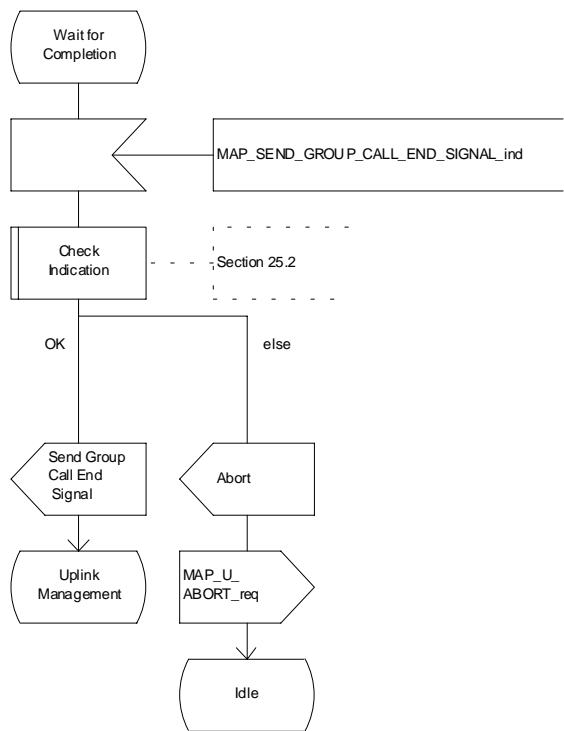 Wait for
Completion
MAP_SEND_GROUP_CALL_END_SIGNAL_ind
Check
Indication
Section 25.2
OK
else
Send Group
Call End
Signal
Abort
Uplink
Management
MAP_U_
ABORT_req
Idle